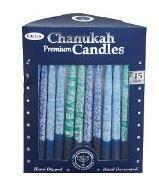 Chanukah
Premium Candles
45
Hand Dipped
Hand Decorated